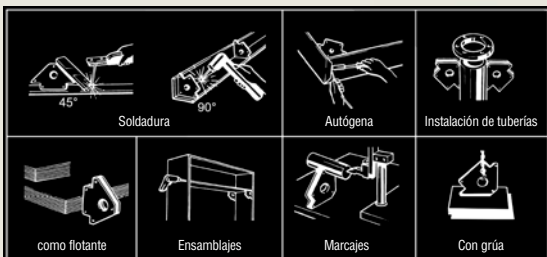 45°
90°
Soldadura
Autógena
Instalación de tuberías
como flotante
Ensamblajes
Marcajes
Con grúa